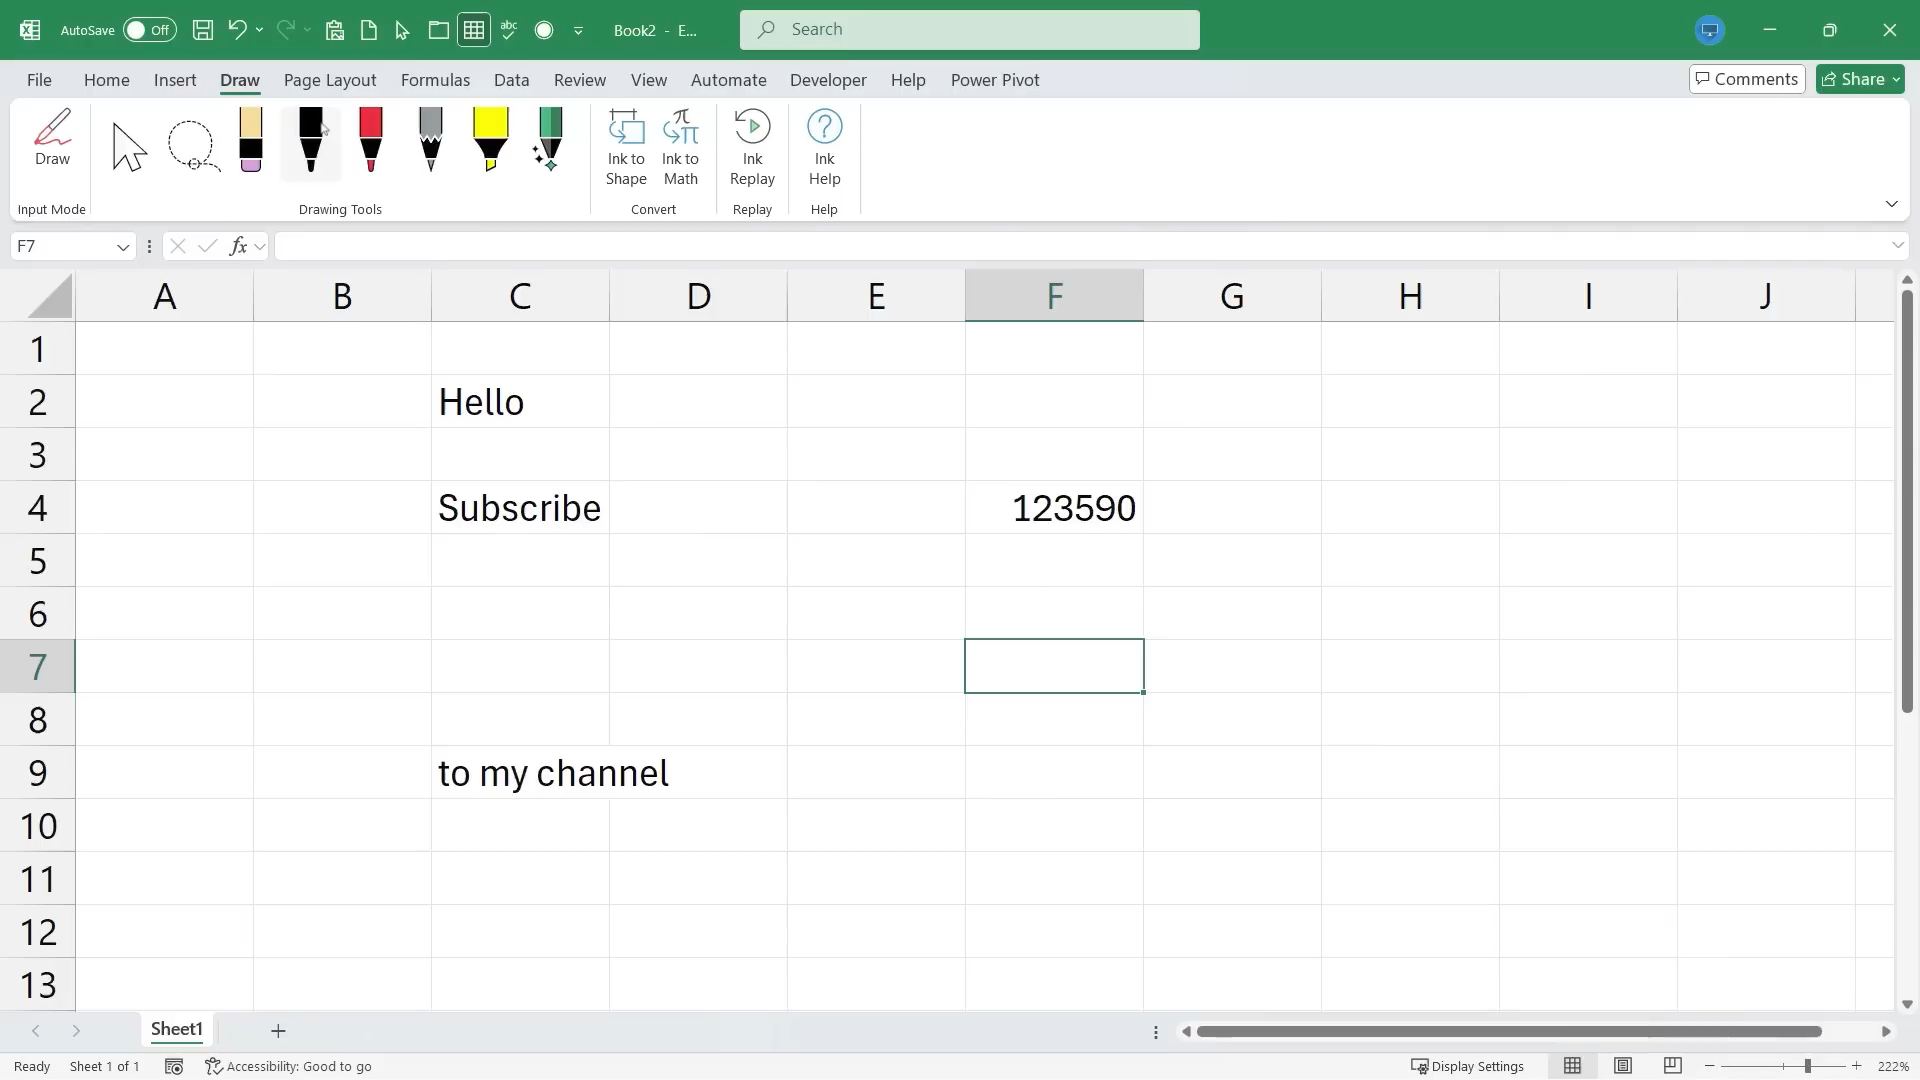 AutoSave Off abc Book2 - E... Search
File Home Insert Draw Page Layout Formulas Data Review View Automate Developer Help Power Pivot Comments Share
Draw Ink to Shape Ink to Math Ink Replay Ink Help
Input Mode Drawing Tools Convert Replay Help
F7 fx
A B C D E F G H I J
1
2 Hello
3
4 Subscribe 123590
5
6
7
8
9 to my channel
10
11
12
13
Sheet1
Ready Sheet 1 of 1 Accessibility: Good to go Display Settings 222%